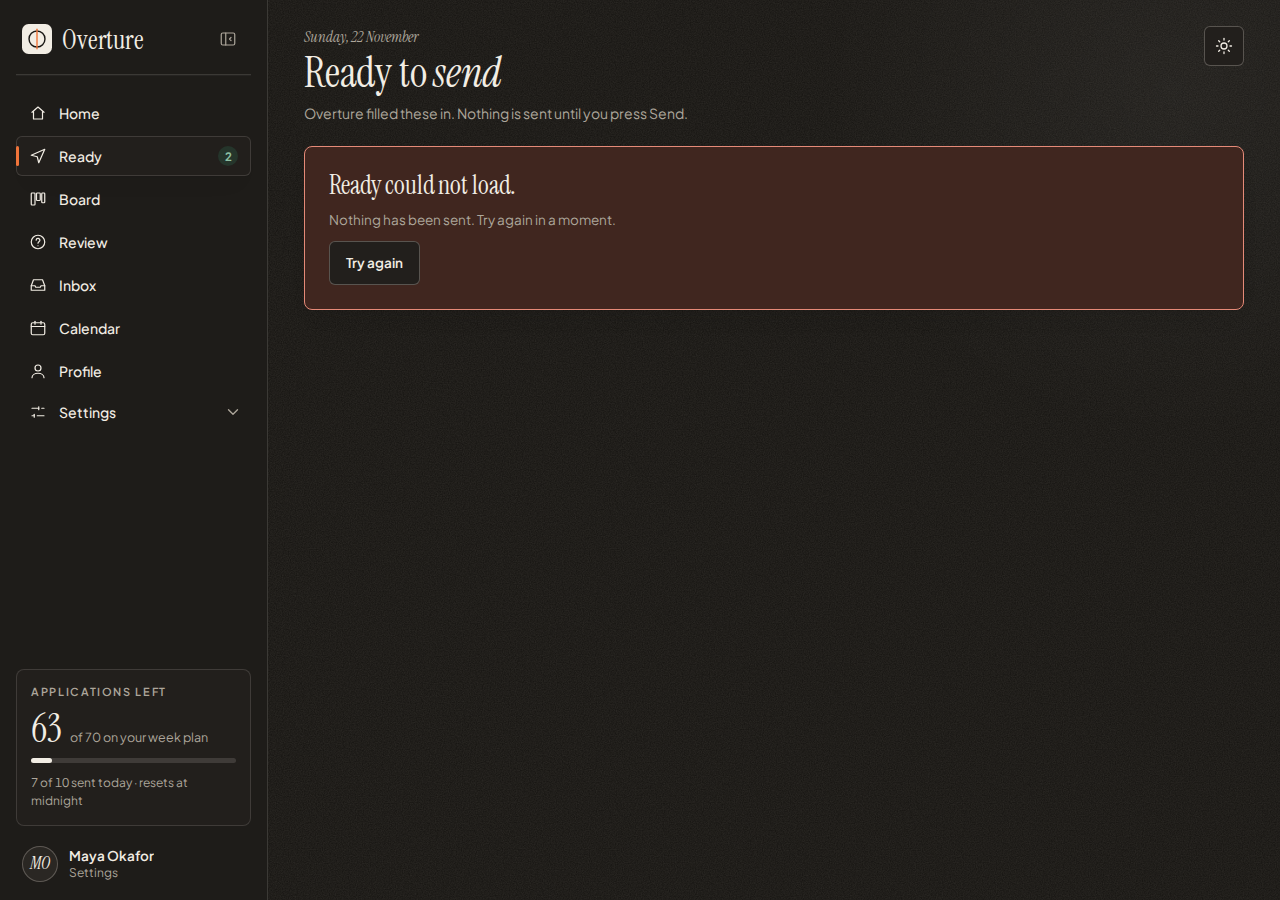 Overture
Home
Ready 2
Board
Review
Inbox
Calendar
Profile
Settings
APPLICATIONS LEFT
63 of 70 on your week plan
7 of 10 sent today · resets at
midnight
MO
Maya Okafor
Settings
Sunday, 22 November
Ready to send
Overture filled these in. Nothing is sent until you press Send.
Ready could not load.
Nothing has been sent. Try again in a moment.
Try again